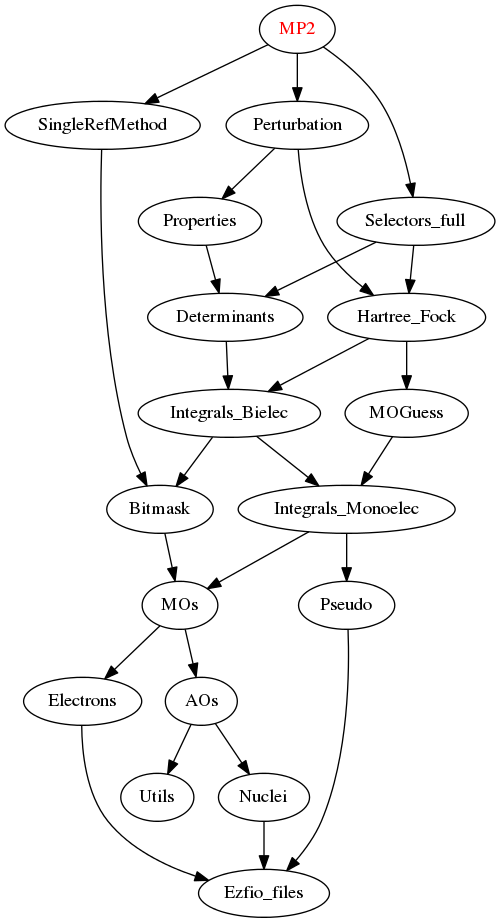 MP2
SingleRefMethod
Perturbation
Properties
Selectors_full
Determinants
Hartree_Fock
Integrals_Bielec
MOGuess
Bitmask
Integrals_Monoelec
MOs
Pseudo
Electrons
AOs
Utils
Nuclei
Ezfio_files